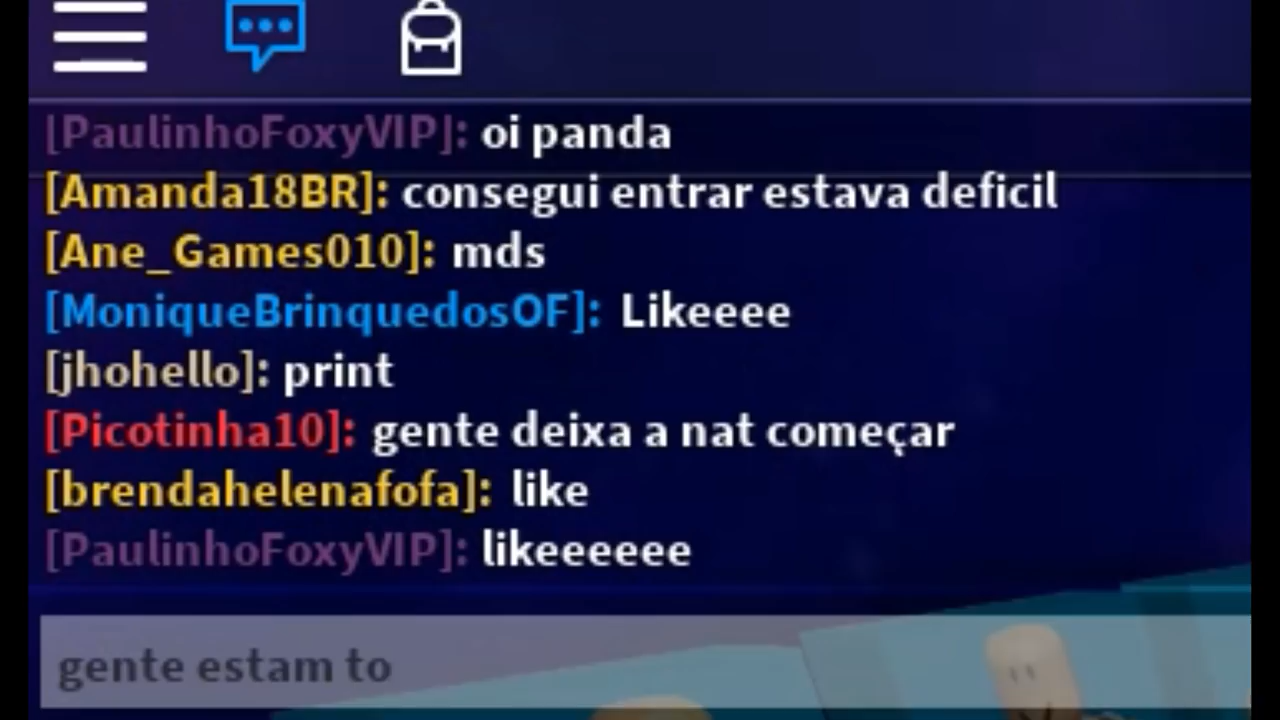 [PaulinhoFoxyVIP]: oi panda
[Amanda18BR]: consegui entrar estava deficil
[Ane_Games010]: mds
[MoniqueBrinquedosOF]: Likeeee
[jhohello]: print
[Picotinha10]: gente deixa a nat começar
[brendahelenafofa]: like
[PaulinhoFoxyVIP]: likeeeeee
gente estam to